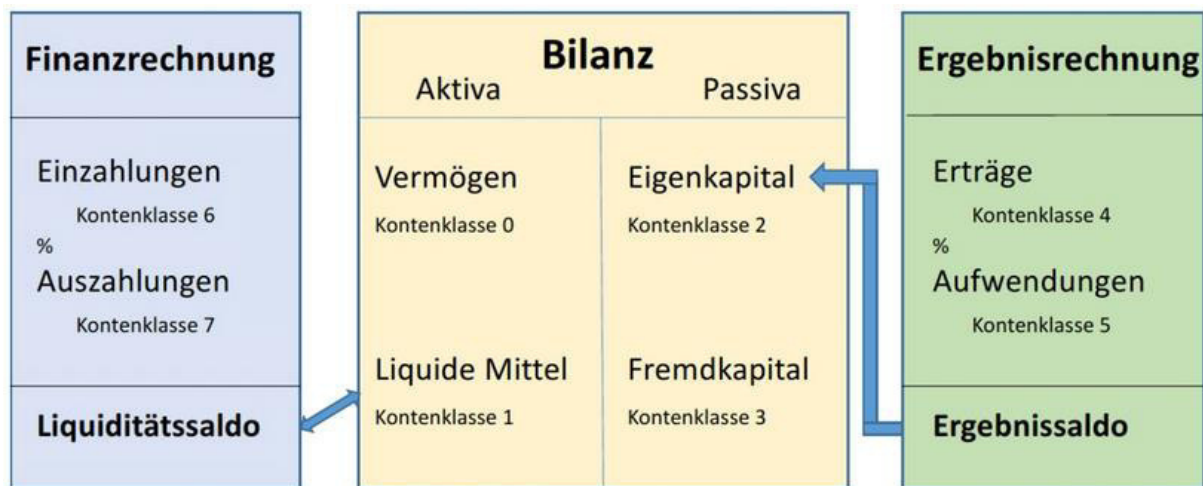 Finanzrechnung
Einzahlungen
Kontenklasse 6
%
Auszahlungen
Kontenklasse 7
Liquiditätssaldo
Bilanz
Aktiva
Passiva
Vermögen
Kontenklasse 0
Liquide Mittel
Kontenklasse 1
Eigenkapital
Kontenklasse 2
Fremdkapital
Kontenklasse 3
Ergebnisrechnung
Erträge
Kontenklasse 4
%
Aufwendungen
Kontenklasse 5
Ergebnissaldo